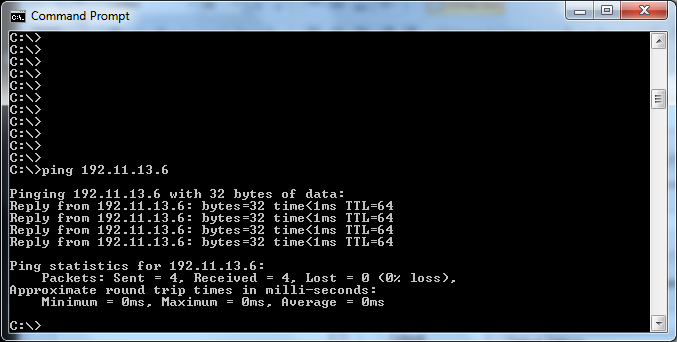 Command Prompt
C:\>
C:\>
C:\>
C:\>
C:\>
C:\>
C:\>
C:\>
C:\>
C:\>
C:\>
C:\>ping 192.11.13.6
Pinging 192.11.13.6 with 32 bytes of data:
Reply from 192.11.13.6: bytes=32 time<1ms TTL=64
Reply from 192.11.13.6: bytes=32 time<1ms TTL=64
Reply from 192.11.13.6: bytes=32 time<1ms TTL=64
Reply from 192.11.13.6: bytes=32 time<1ms TTL=64
Ping statistics for 192.11.13.6:
Packets: Sent = 4, Received = 4, Lost = 0 (0% loss),
Approximate round trip times in milli-seconds:
Minimum = 0ms, Maximum = 0ms, Average = 0ms
C:\>